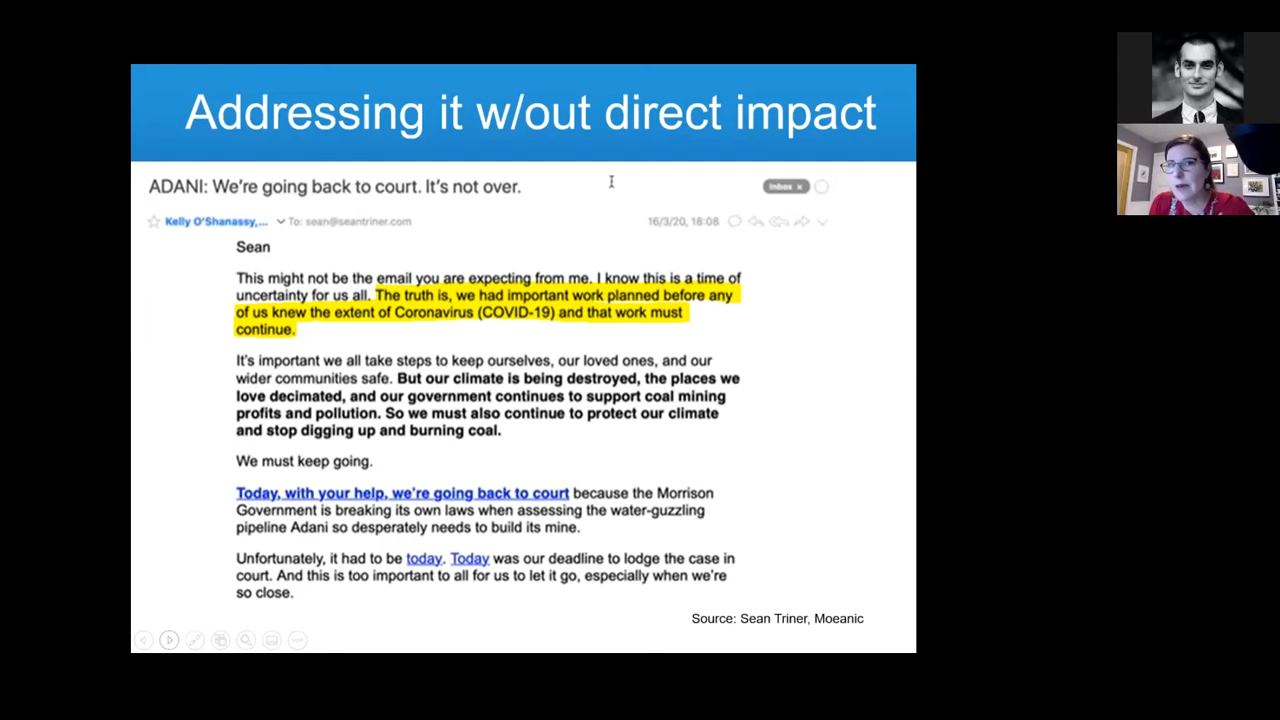 Addressing it w/out direct impact
ADANI: We're going back to court. It's not over.
Inbox x
Kelly O'Shanassy,...
To: sean@seantriner.com
16/3/20, 18:08
Sean
This might not be the email you are expecting from me. I know this is a time of
uncertainty for us all. The truth is, we had important work planned before any
of us knew the extent of Coronavirus (COVID-19) and that work must
continue.
It's important we all take steps to keep ourselves, our loved ones, and our
wider communities safe. But our climate is being destroyed, the places we
love decimated, and our government continues to support coal mining
profits and pollution. So we must also continue to protect our climate
and stop digging up and burning coal.
We must keep going.
Today, with your help, we're going back to court because the Morrison
Government is breaking its own laws when assessing the water-guzzling
pipeline Adani so desperately needs to build its mine.
Unfortunately, it had to be today. Today was our deadline to lodge the case in
court. And this is too important to all for us to let it go, especially when we're
so close.
Source: Sean Triner, Moeanic